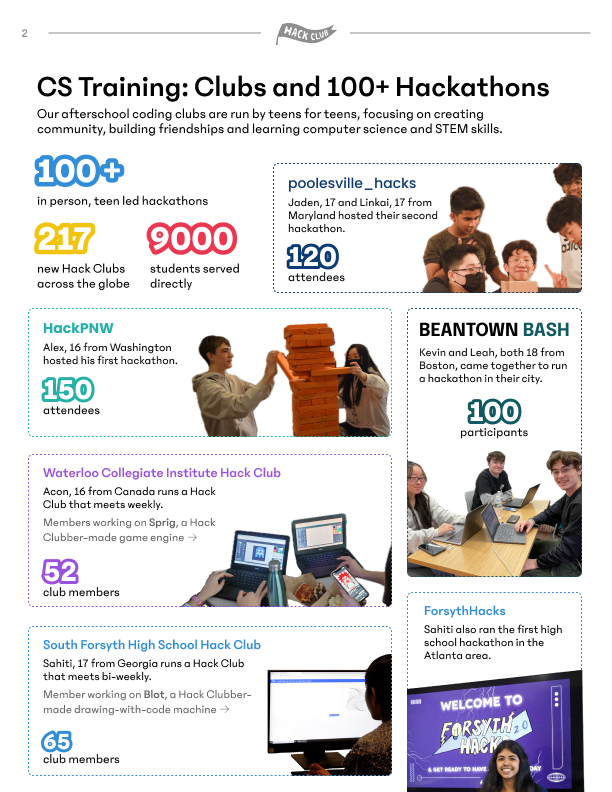 2
HACK CLUB
CS Training: Clubs and 100+ Hackathons
Our afterschool coding clubs are run by teens for teens, focusing on creating
community, building friendships and learning computer science and STEM skills.
100+
in person, teen led hackathons
217
new Hack Clubs
across the globe
9000
students served
directly
poolesville_hacks
Jaden, 17 and Linkai, 17 from
Maryland hosted their second
hackathon.
120
attendees
HackPNW
Alex, 16 from Washington
hosted his first hackathon.
150
attendees
BEANTOWN BASH
Kevin and Leah, both 18 from
Boston, came together to run
a hackathon in their city.
100
participants
Waterloo Collegiate Institute Hack Club
Acon, 16 from Canada runs a Hack
Club that meets weekly.
Members working on Sprig, a Hack
Clubber-made game engine →
52
club members
South Forsyth High School Hack Club
Sahiti, 17 from Georgia runs a Hack Club
that meets bi-weekly.
Member working on Blot, a Hack Clubber-
made drawing-with-code machine →
65
club members
ForsythHacks
Sahiti also ran the first high
school hackathon in the
Atlanta area.
WELCOME TO
FORSYTH
HACKS
& GET READY TO HAVE
DAY